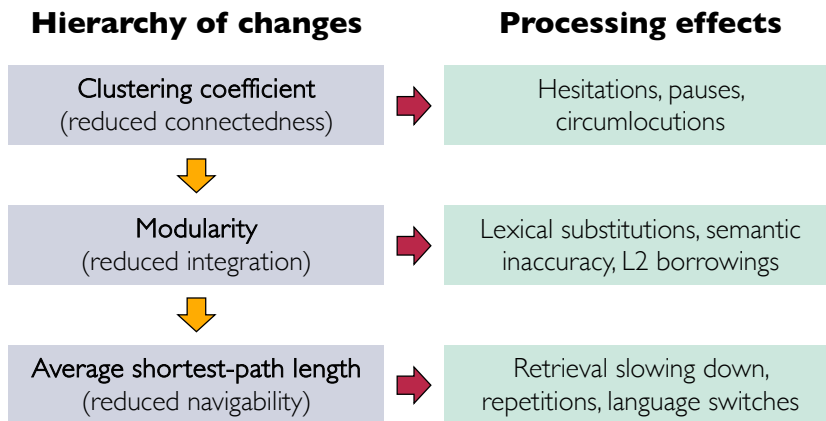 Hierarchy of changes
Processing effects
Clustering coefficient
(reduced connectedness)
Hesitations, pauses,
circumlocutions
Modularity
(reduced integration)
Lexical substitutions, semantic
inaccuracy, L2 borrowings
Average shortest-path length
(reduced navigability)
Retrieval slowing down,
repetitions, language switches